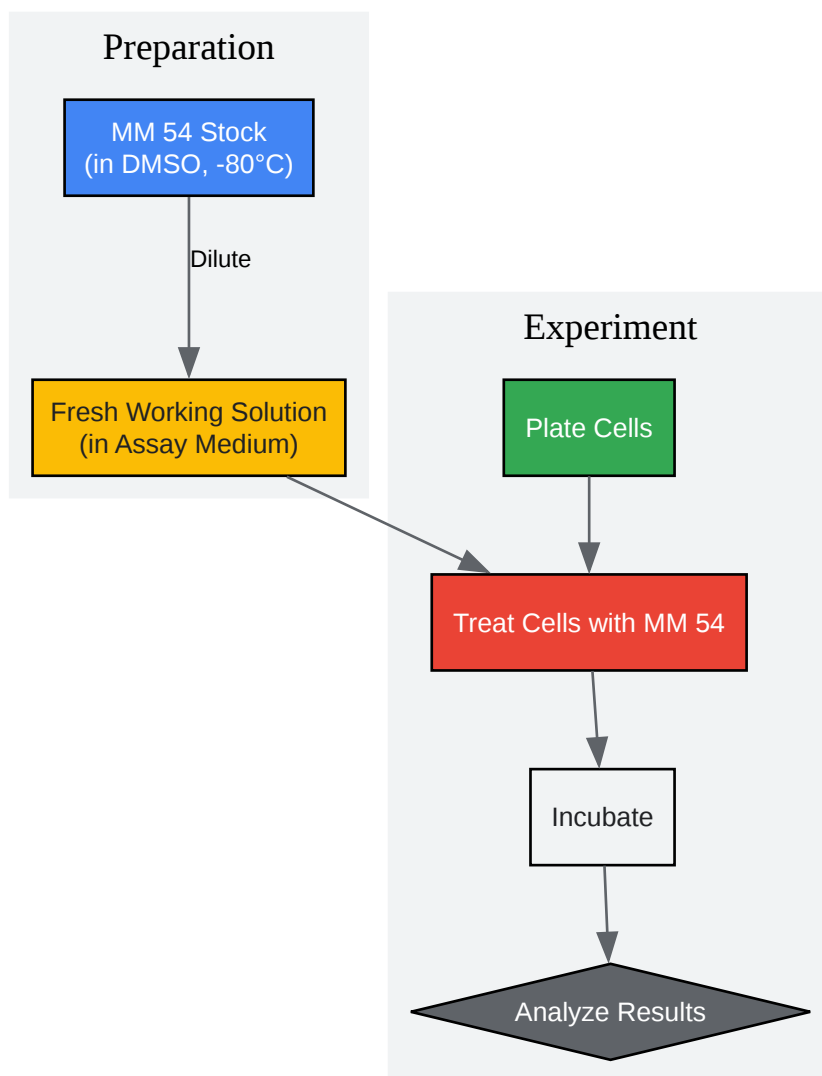 Preparation
MM 54 Stock
(in DMSO, -80°C)
Dilute
Fresh Working Solution
(in Assay Medium)
Experiment
Plate Cells
Treat Cells with MM 54
Incubate
Analyze Results